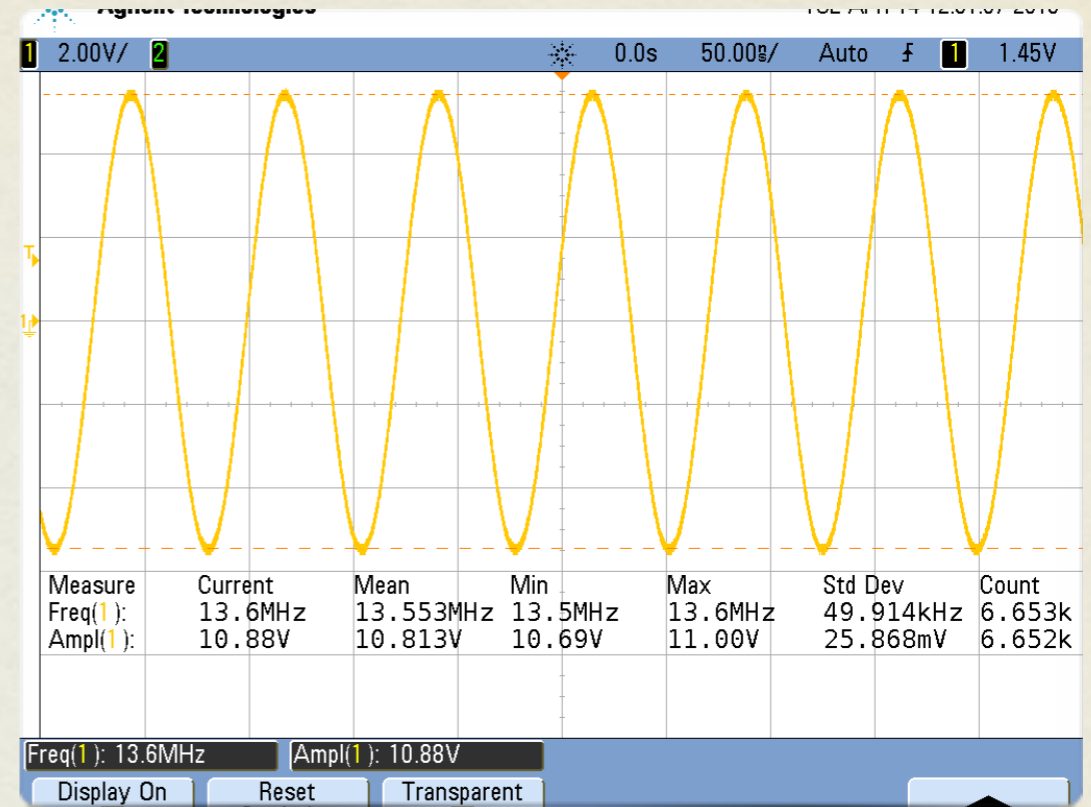 Agilent Technologies
1 2.00V/ 2 0.0s 50.00ns/ Auto 1 1.45V
T
1
Measure Current Mean Min Max Std Dev Count
Freq(1): 13.6MHz 13.553MHz 13.5MHz 13.6MHz 49.914kHz 6.653k
Ampl(1): 10.88V 10.813V 10.69V 11.00V 25.868mV 6.652k
Freq(1): 13.6MHz Ampl(1): 10.88V
Display On Reset Transparent